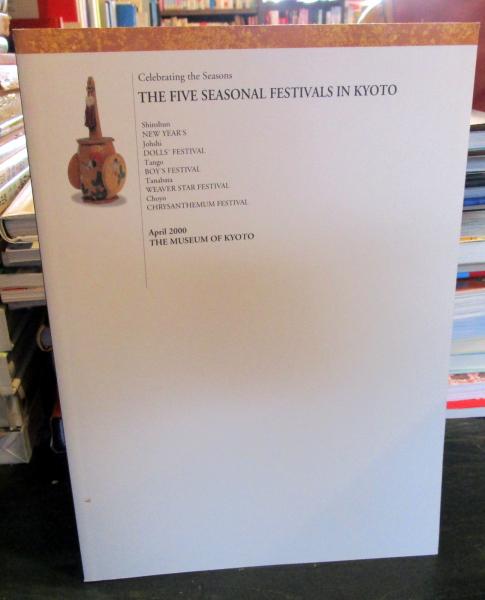 Celebrating the Seasons
THE FIVE SEASONAL FESTIVALS IN KYOTO
Shinshun
NEW YEAR'S
Johshi
DOLLS' FESTIVAL
Tango
BOY'S FESTIVAL
Tanabata
WEAVER STAR FESTIVAL
Choyo
CHRYSANTHEMUM FESTIVAL
April 2000
THE MUSEUM OF KYOTO